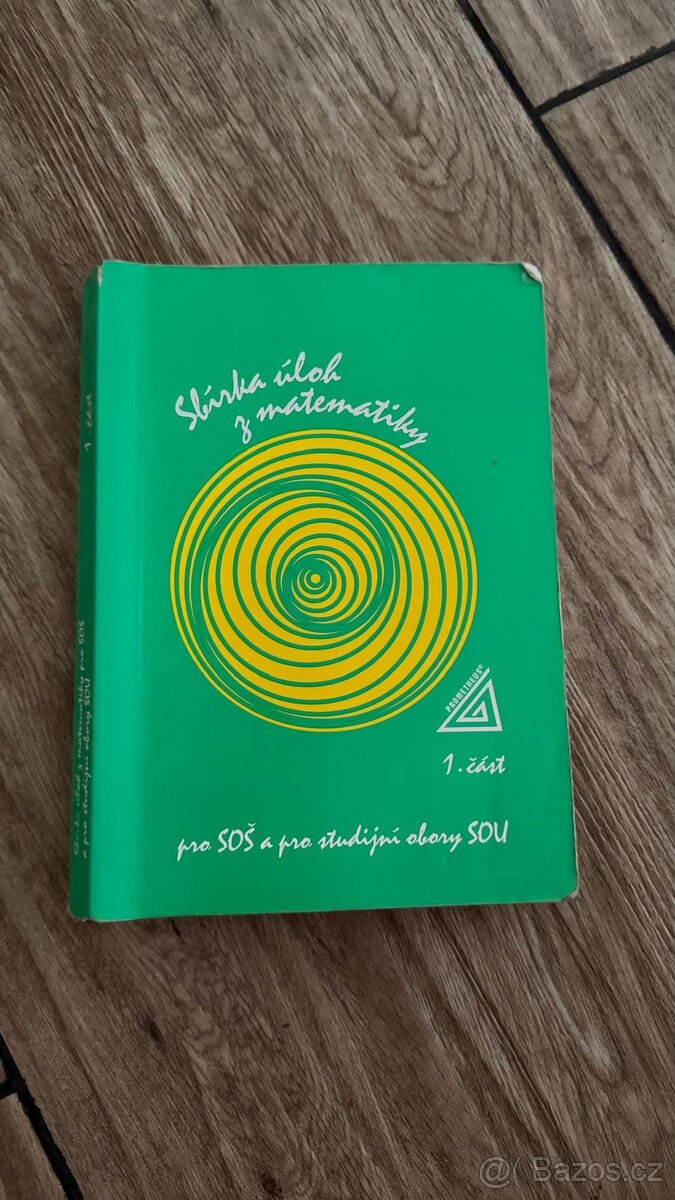 Sbírka úloh
z matematiky
PROMETHEUS®
1. část
pro SOŠ a pro studijní obory SOU
1. část
Sbírka úloh z matematiky pro SOŠ
a pro studijní obory SOU
@( Bazos.cz